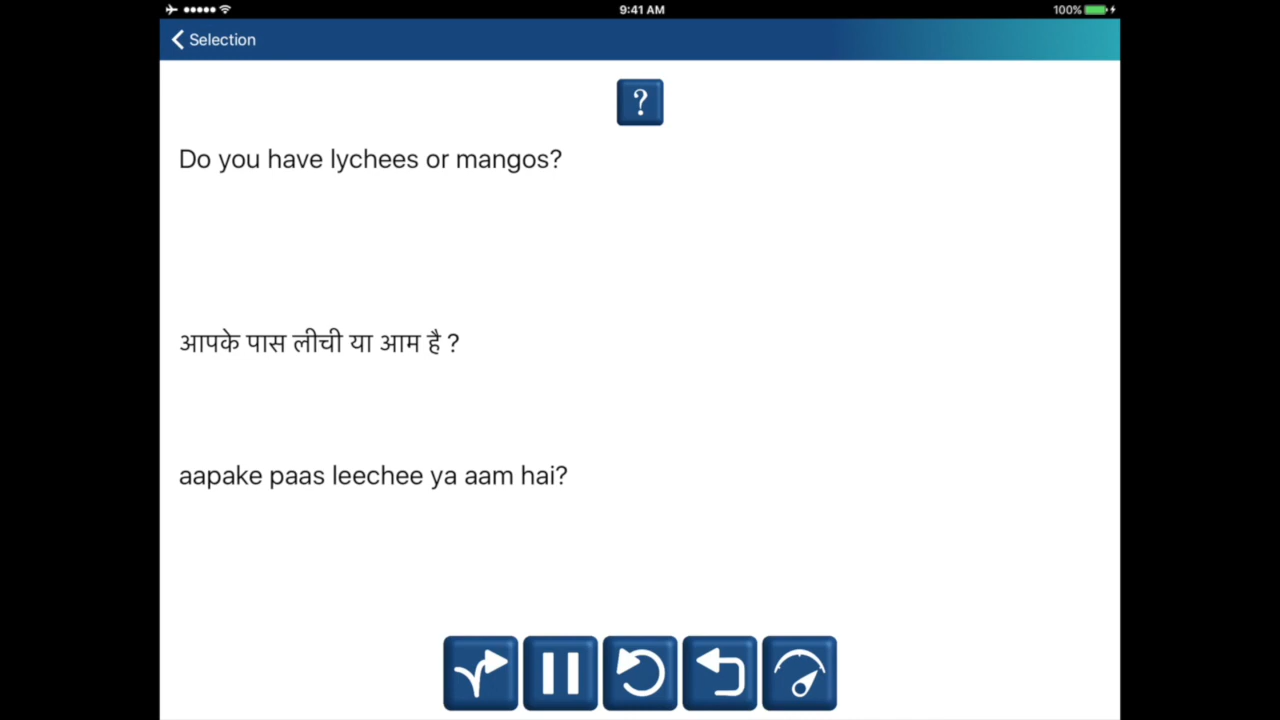 9:41 AM
100%
Selection
?
Do you have lychees or mangos?
आपके पास लीची या आम है ?
aapake paas leechee ya aam hai?